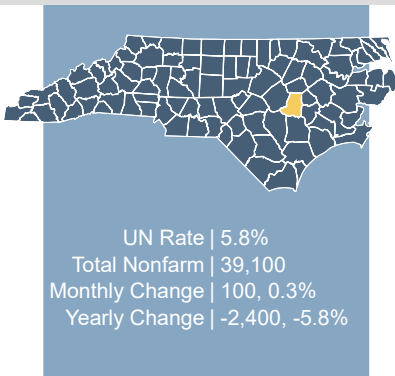 UN Rate | 5.8%
Total Nonfarm | 39,100
Monthly Change | 100, 0.3%
Yearly Change | -2,400, -5.8%